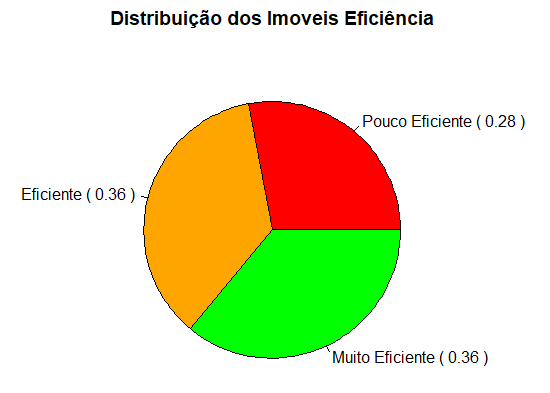 Distribuição dos Imoveis Eficiência
Pouco Eficiente ( 0.28 )
Eficiente ( 0.36 )
Muito Eficiente ( 0.36 )